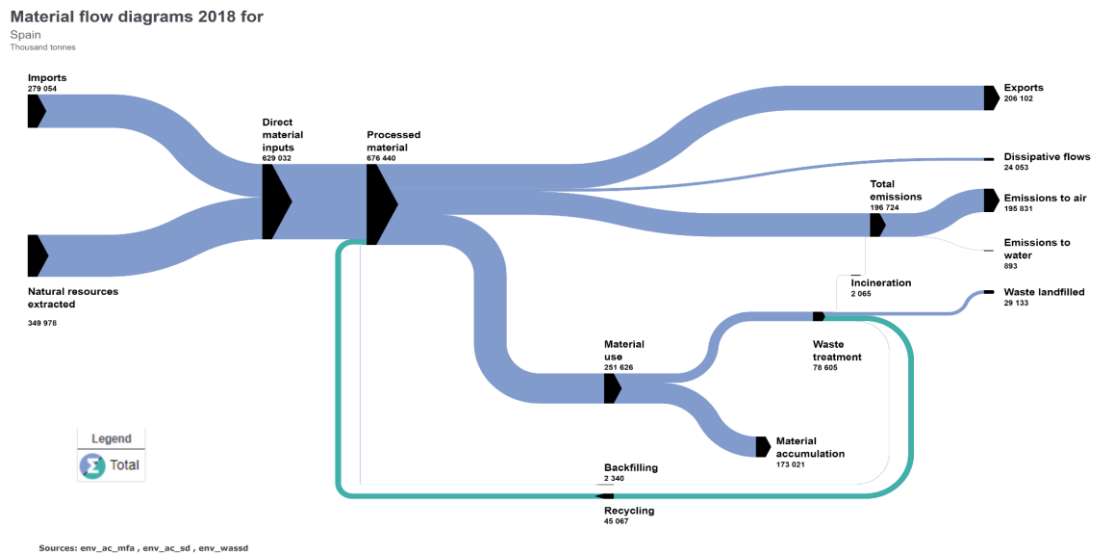 Material flow diagrams 2018 for
Spain
Thousand tonnes
Imports
279 054
Natural resources
extracted
349 978
Direct
material
inputs
629 032
Processed
material
676 440
Exports
206 102
Dissipative flows
24 053
Total
emissions
196 724
Emissions to air
195 831
Emissions to
water
893
Incineration
2 065
Waste landfilled
29 133
Waste
treatment
78 605
Material
use
251 626
Material
accumulation
173 021
Backfilling
2 340
Recycling
45 067
Legend
Σ Total
Sources: env_ac_mfa , env_ac_sd , env_wassd